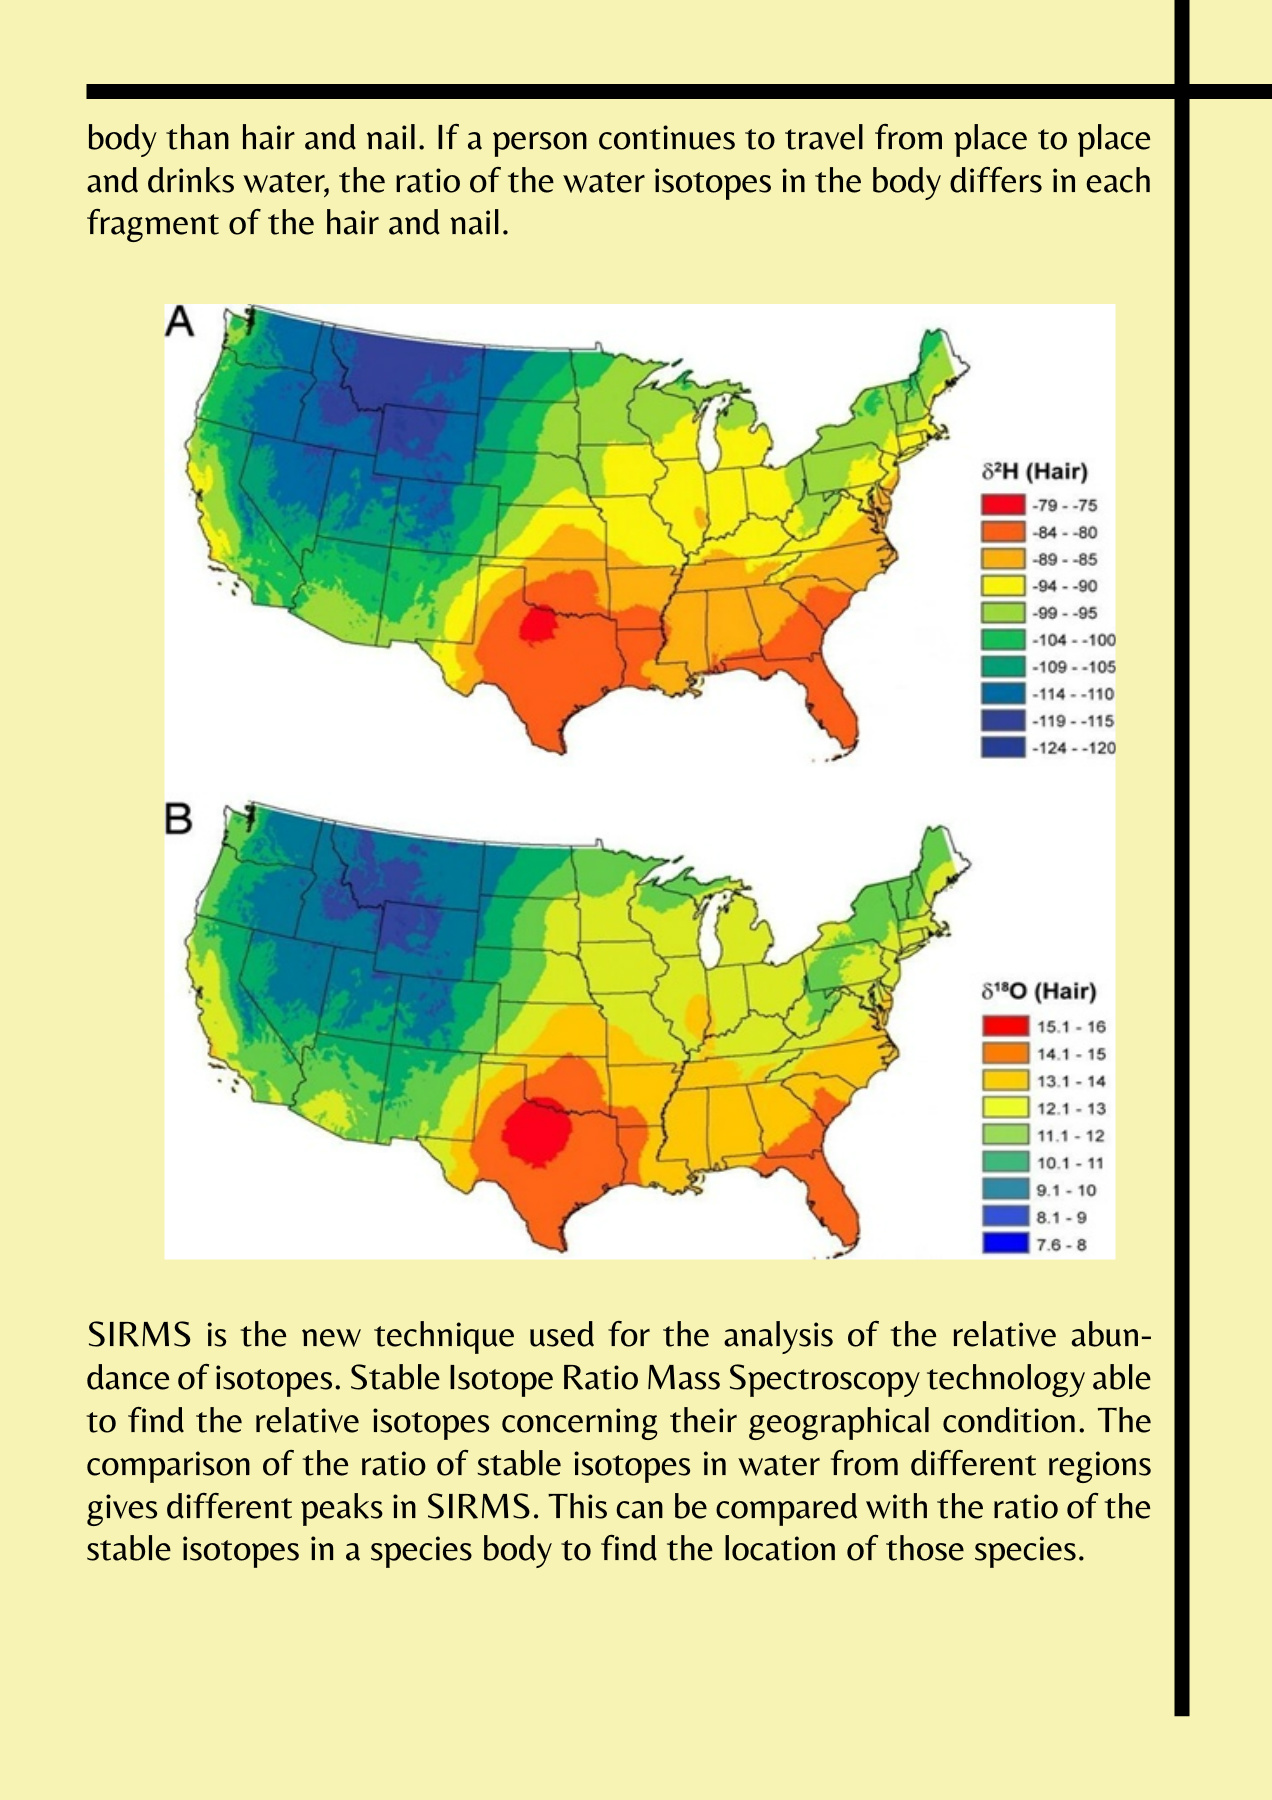 body than hair and nail. If a person continues to travel from place to place
and drinks water, the ratio of the water isotopes in the body differs in each
fragment of the hair and nail.
A
δ²H (Hair)
-79 - -75
-84 - -80
-89 - -85
-94 - -90
-99 - -95
-104 - -100
-109 - -105
-114 - -110
-119 - -115
-124 - -120
B
δ¹⁸O (Hair)
15.1 - 16
14.1 - 15
13.1 - 14
12.1 - 13
11.1 - 12
10.1 - 11
9.1 - 10
8.1 - 9
7.6 - 8
SIRMS is the new technique used for the analysis of the relative abun-
dance of isotopes. Stable Isotope Ratio Mass Spectroscopy technology able
to find the relative isotopes concerning their geographical condition. The
comparison of the ratio of stable isotopes in water from different regions
gives different peaks in SIRMS. This can be compared with the ratio of the
stable isotopes in a species body to find the location of those species.